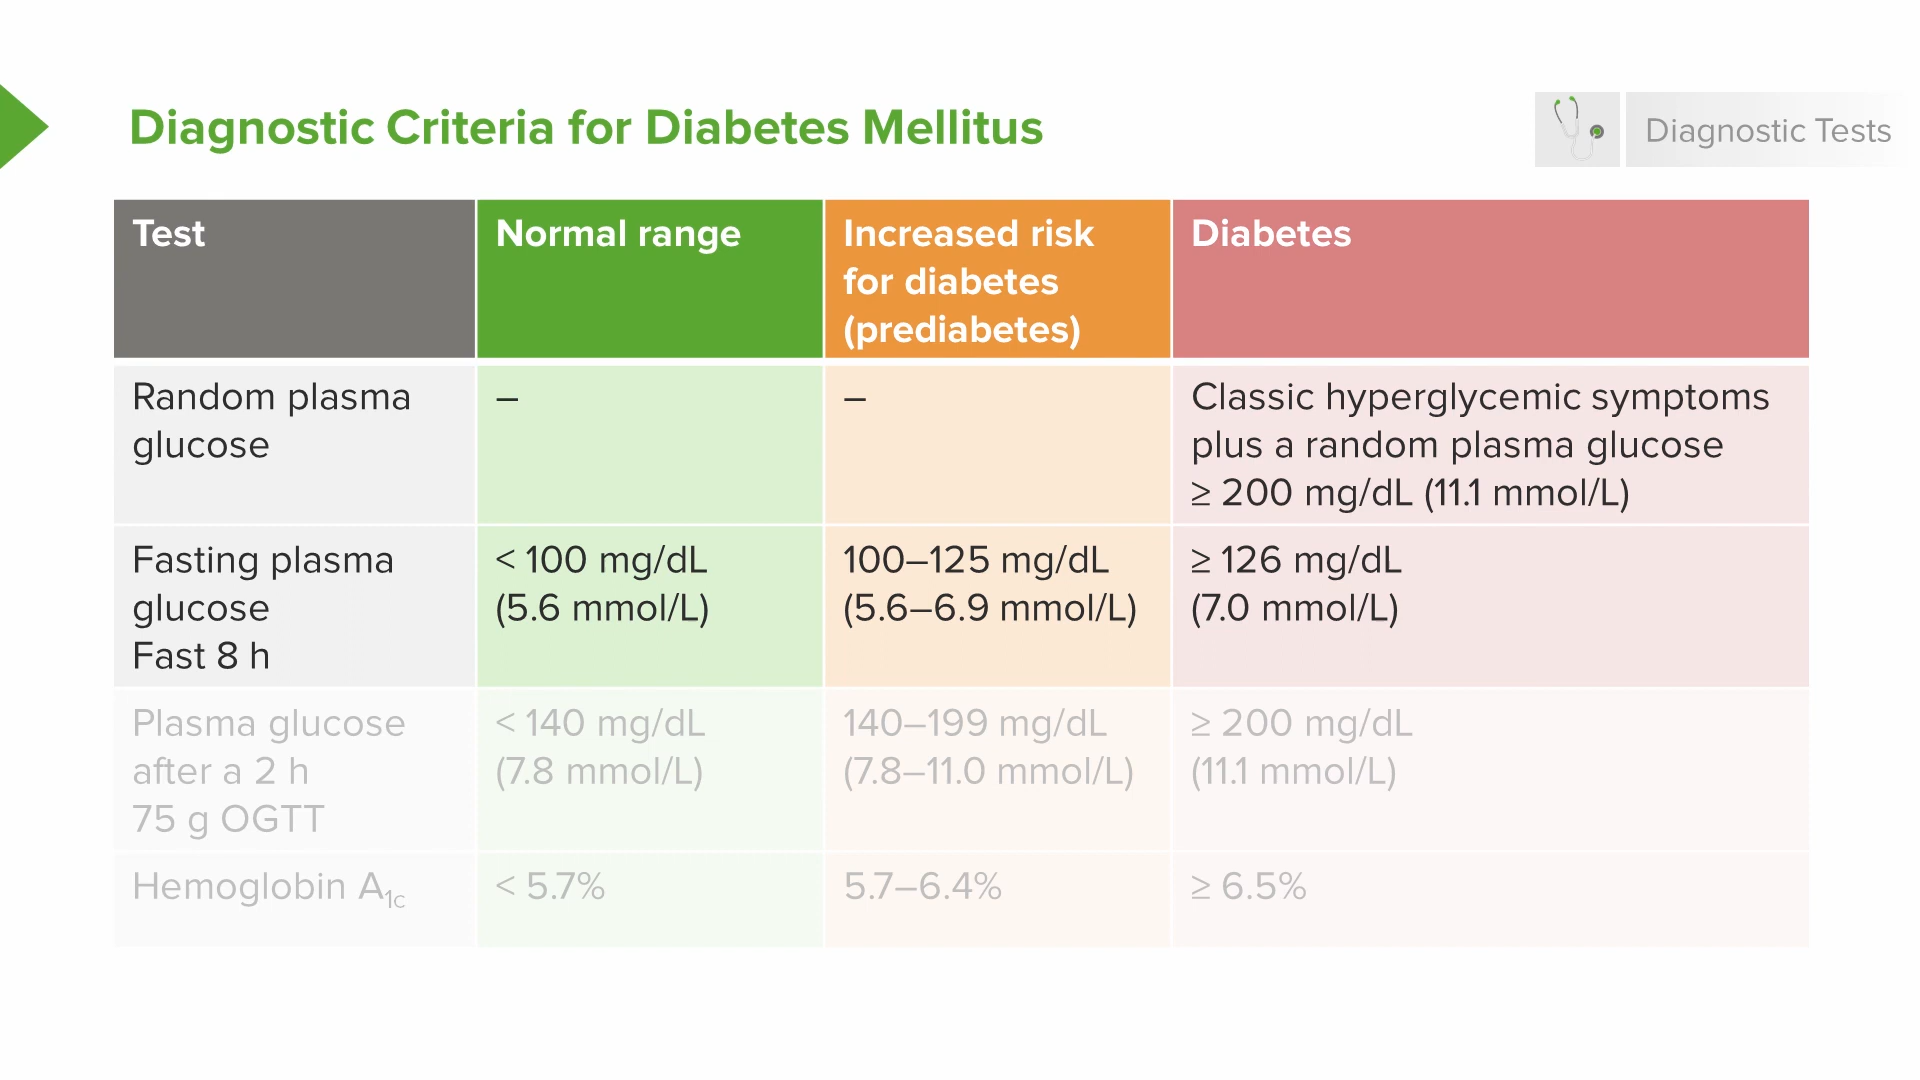 Diagnostic Criteria for Diabetes Mellitus
Diagnostic Tests
Test
Normal range
Increased risk
for diabetes
(prediabetes)
Diabetes
Random plasma
glucose
–
–
Classic hyperglycemic symptoms
plus a random plasma glucose
≥ 200 mg/dL (11.1 mmol/L)
Fasting plasma
glucose
Fast 8 h
< 100 mg/dL
(5.6 mmol/L)
100–125 mg/dL
(5.6–6.9 mmol/L)
≥ 126 mg/dL
(7.0 mmol/L)
Plasma glucose
after a 2 h
75 g OGTT
< 140 mg/dL
(7.8 mmol/L)
140–199 mg/dL
(7.8–11.0 mmol/L)
≥ 200 mg/dL
(11.1 mmol/L)
Hemoglobin A1c
< 5.7%
5.7–6.4%
≥ 6.5%